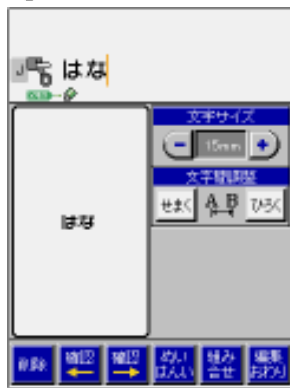 はな
文字サイズ
- 15mm +
文字間調整
せまく A B ひろく
はな
削除 確認 ← 確認 → ぬい はんい 組み 合せ 編集 おわり